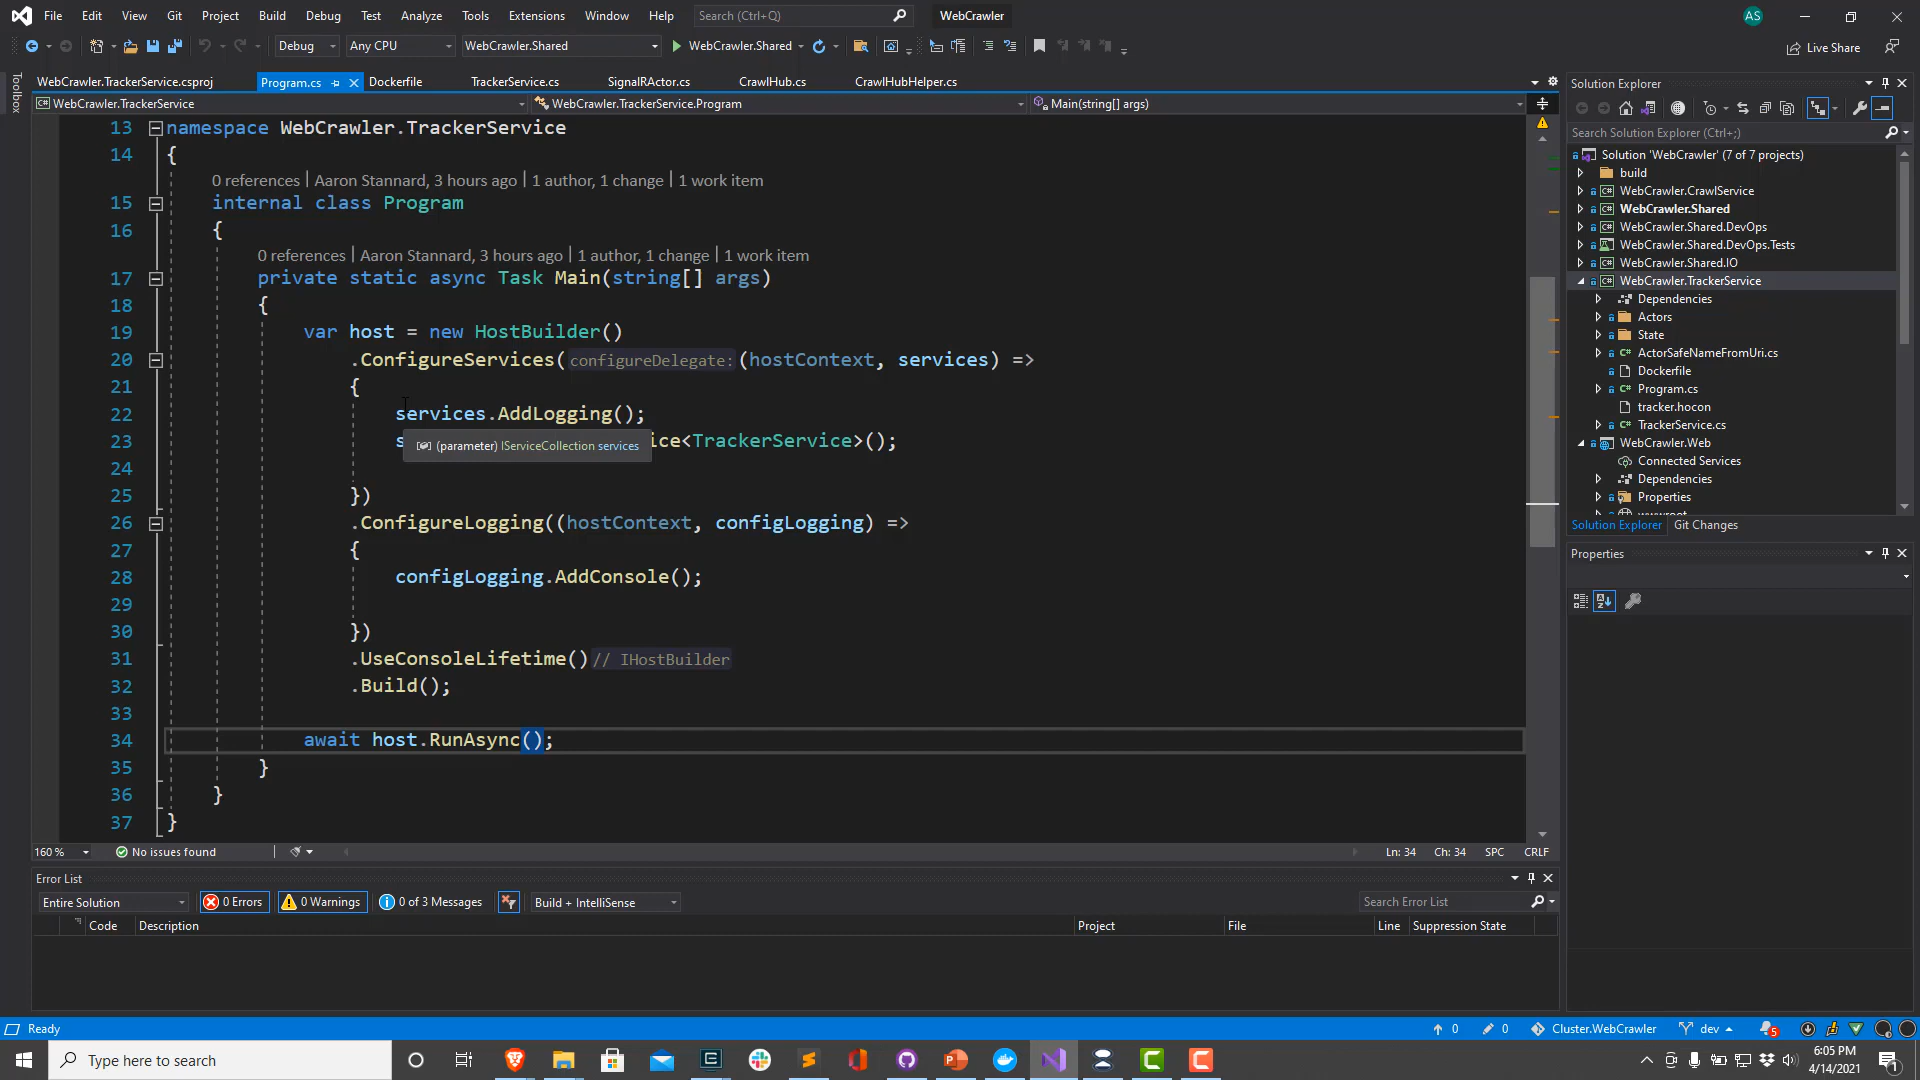 File Edit View Git Project Build Debug Test Analyze Tools Extensions Window Help Search (Ctrl+Q) WebCrawler AS
Debug Any CPU WebCrawler.Shared WebCrawler.Shared Live Share
Toolbox
WebCrawler.TrackerService.csproj Program.cs Dockerfile TrackerService.cs SignalRActor.cs CrawlHub.cs CrawlHubHelper.cs
WebCrawler.TrackerService WebCrawler.TrackerService.Program Main(string[] args)
13 namespace WebCrawler.TrackerService
14 {
0 references | Aaron Stannard, 3 hours ago | 1 author, 1 change | 1 work item
15 internal class Program
16 {
0 references | Aaron Stannard, 3 hours ago | 1 author, 1 change | 1 work item
17 private static async Task Main(string[] args)
18 {
19 var host = new HostBuilder()
20 .ConfigureServices(configureDelegate: (hostContext, services) =>
21 {
22 services.AddLogging();
23 s ice<TrackerService>();
(parameter) IServiceCollection services
24
25 })
26 .ConfigureLogging((hostContext, configLogging) =>
27 {
28 configLogging.AddConsole();
29
30 })
31 .UseConsoleLifetime() // IHostBuilder
32 .Build();
33
34 await host.RunAsync();
35 }
36 }
37 }
160 % No issues found Ln: 34 Ch: 34 SPC CRLF
Error List
Entire Solution 0 Errors 0 Warnings 0 of 3 Messages Build + IntelliSense Search Error List
Code Description Project File Line Suppression State
Solution Explorer
Search Solution Explorer (Ctrl+;)
Solution 'WebCrawler' (7 of 7 projects)
build
WebCrawler.CrawlService
WebCrawler.Shared
WebCrawler.Shared.DevOps
WebCrawler.Shared.DevOps.Tests
WebCrawler.Shared.IO
WebCrawler.TrackerService
Dependencies
Actors
State
ActorSafeNameFromUri.cs
Dockerfile
Program.cs
tracker.hocon
TrackerService.cs
WebCrawler.Web
Connected Services
Dependencies
Properties
wwwroot
Solution Explorer Git Changes
Properties
Ready 0 0 Cluster.WebCrawler dev 5
Type here to search
6:05 PM
4/14/2021
1